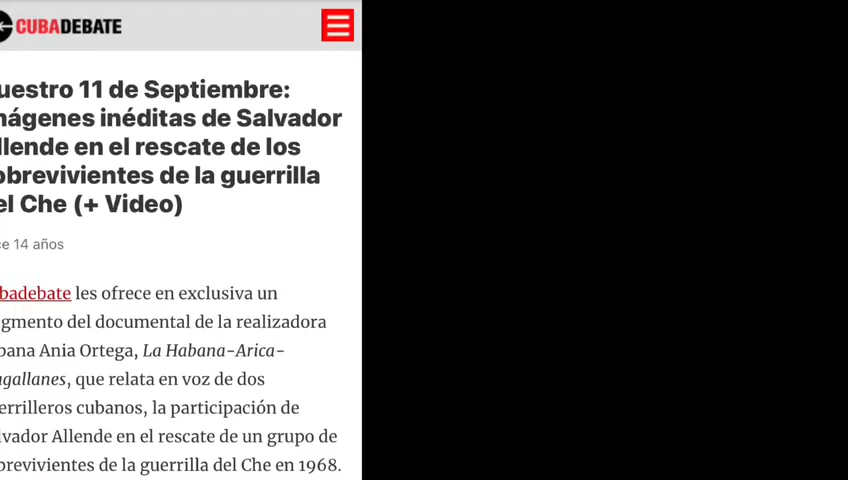 CUBADEBATE
uestro 11 de Septiembre:
mágenes inéditas de Salvador
llende en el rescate de los
obrevivientes de la guerrilla
el Che (+ Video)
ce 14 años
badebate les ofrece en exclusiva un
gmento del documental de la realizadora
bana Ania Ortega, La Habana-Arica-
agallanes, que relata en voz de dos
errilleros cubanos, la participación de
lvador Allende en el rescate de un grupo de
brevivientes de la guerrilla del Che en 1968.